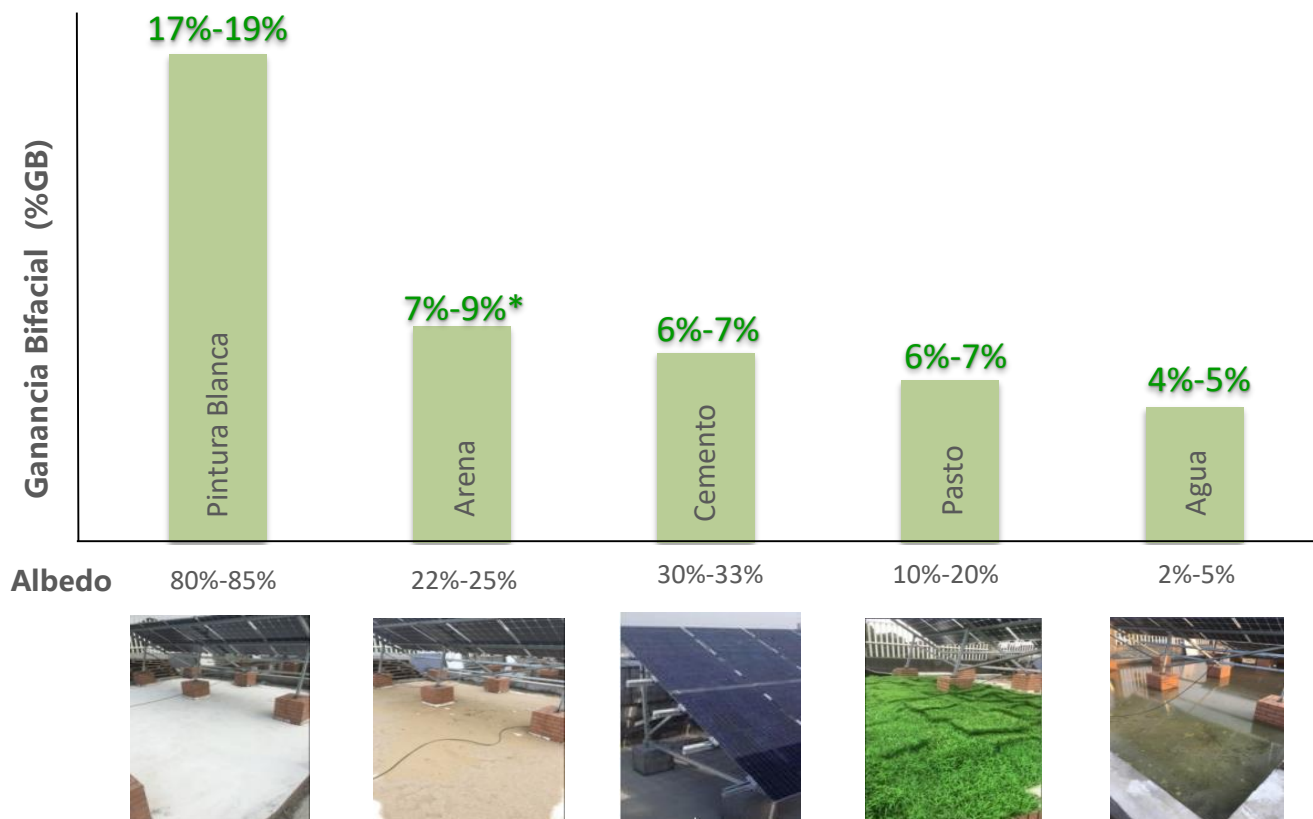 Ganancia Bifacial (%GB)
17%-19%
7%-9%*
6%-7%
6%-7%
4%-5%
Pintura Blanca
Arena
Cemento
Pasto
Agua
Albedo
80%-85%
22%-25%
30%-33%
10%-20%
2%-5%